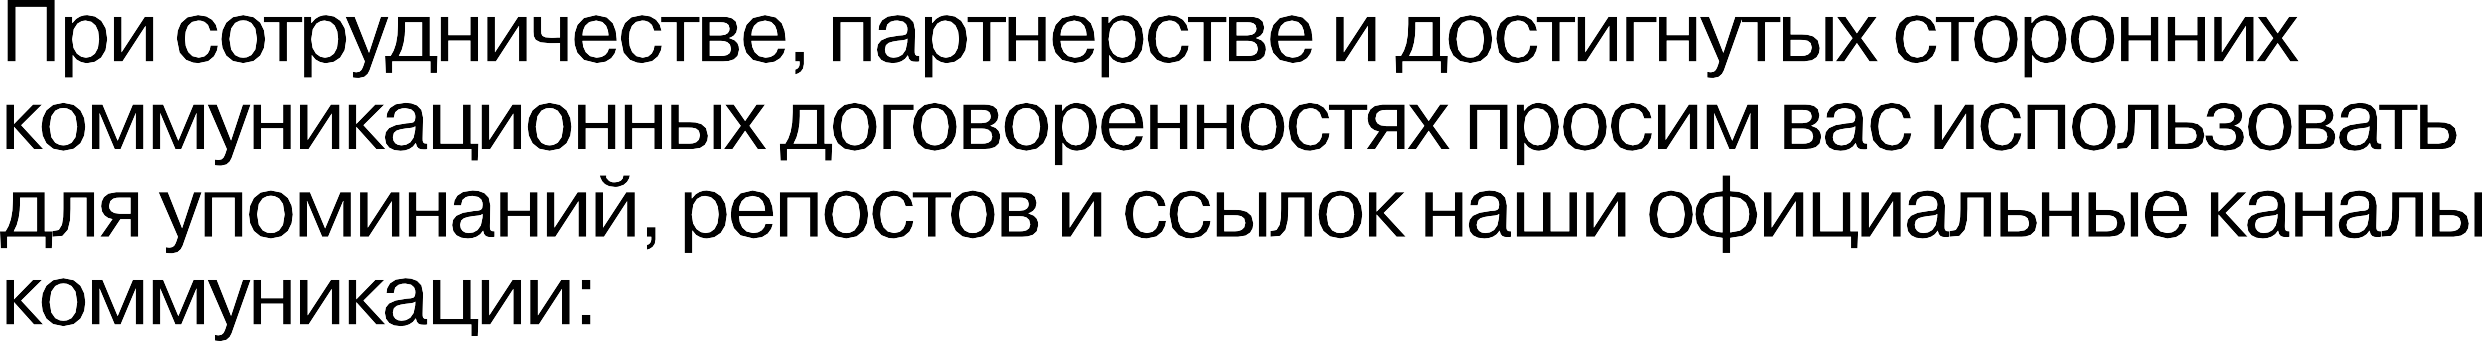 При сотрудничестве, партнерстве и достигнутых сторонних
коммуникационных договоренностях просим вас использовать
для упоминаний, репостов и ссылок наши официальные каналы
коммуникации: